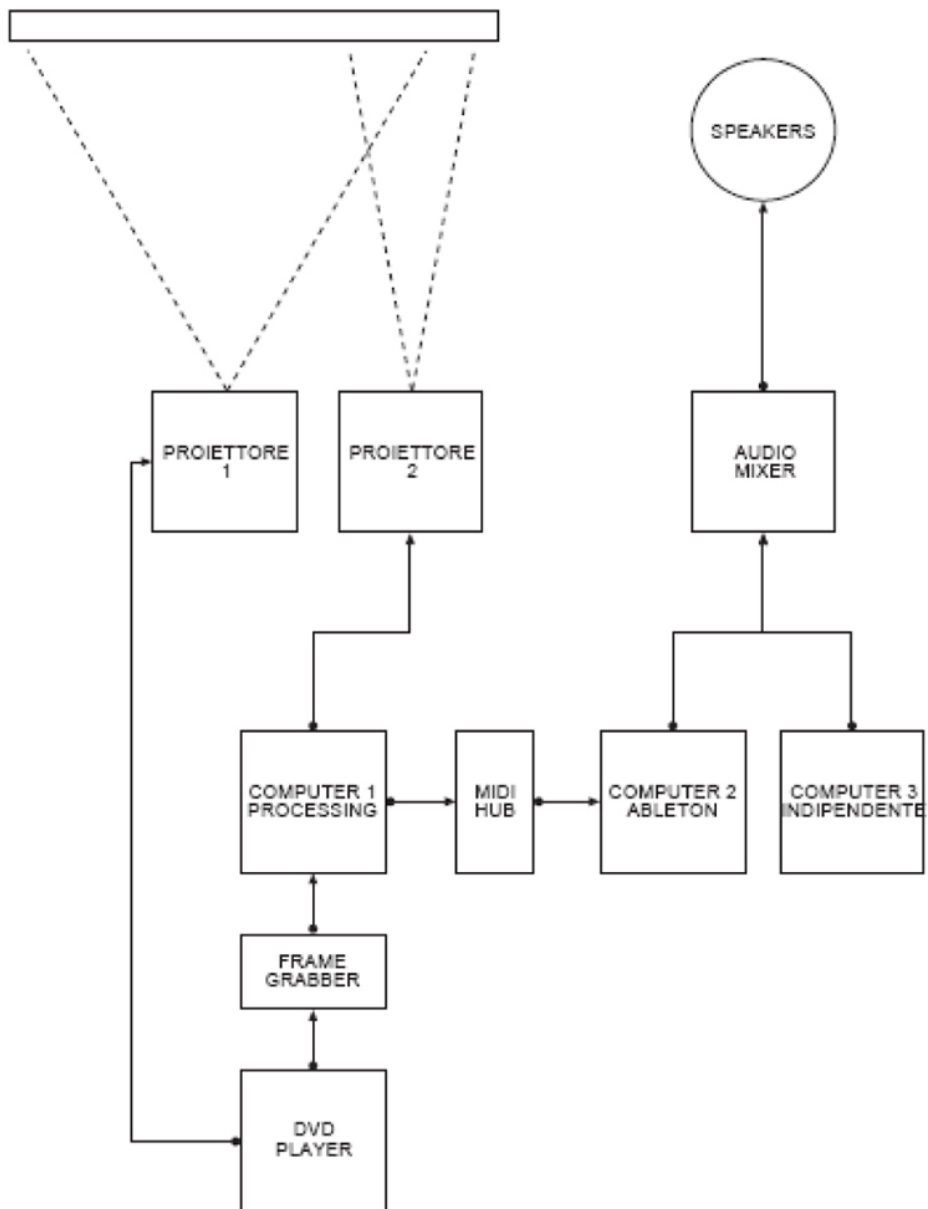 SPEAKERS
PROIETTORE
1
PROIETTORE
2
AUDIO
MIXER
COMPUTER 1
PROCESSING
MIDI
HUB
COMPUTER 2
ABLETON
COMPUTER 3
INDIPENDENTE
FRAME
GRABBER
DVD
PLAYER